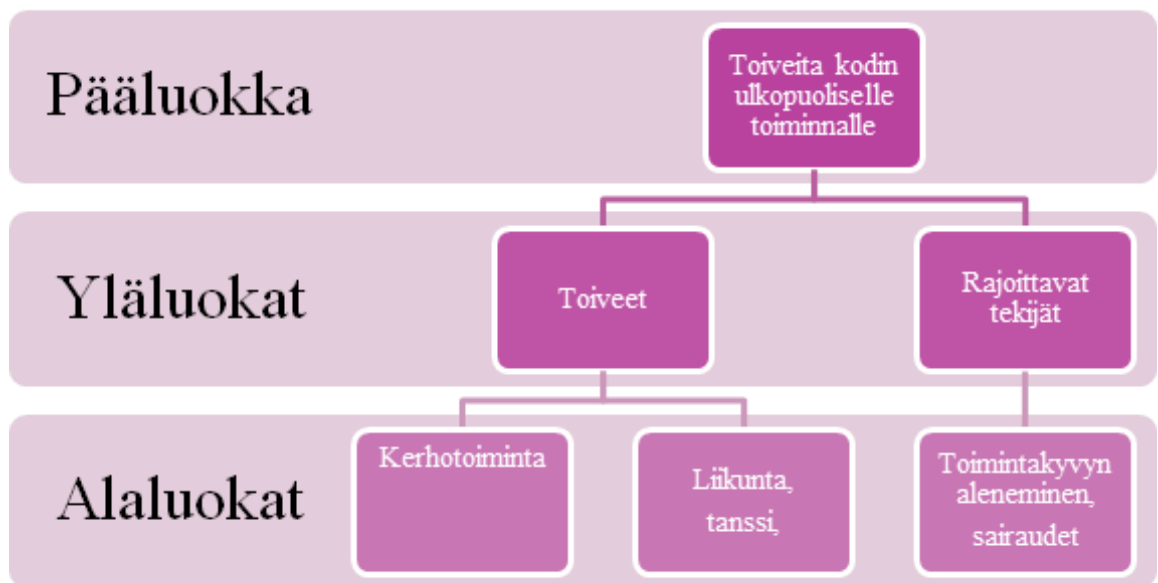 Pääluokka
Toiveita kodin
ulkopuoliselle
toiminnalle
Yläluokat
Toiveet
Rajoittavat
tekijät
Alaluokat
Kerhotoiminta
Liikunta,
tanssi,
Toimintakyvyn
aleneminen,
sairaudet